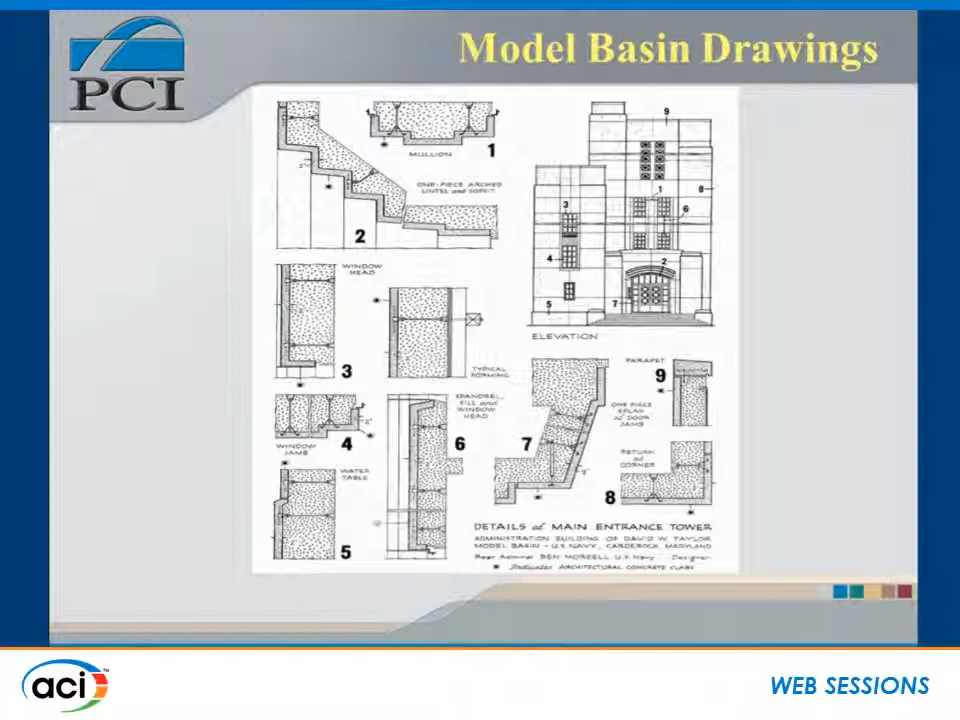 PCI
Model Basin Drawings
MULLION
1
ONE-PIECE ARCHED
LINTEL and SOFFIT
2
WINDOW
HEAD
3
TYPICAL
FORMING
WINDOW
JAMB
4
WATER
TABLE
5
SPANDREL,
SILL and
WINDOW
HEAD
6
7
ONE PIECE
SPLAY
at DOOR
JAMB
PARAPET
9
RETURN
at
CORNER
8
9
1
8
3
6
4
2
5
7
ELEVATION
DETAILS of MAIN ENTRANCE TOWER
ADMINISTRATION BUILDING OF DAVID W. TAYLOR
MODEL BASIN - U.S. NAVY, CARDEROCK, MARYLAND
Rear Admiral BEN MOREELL U.S. Navy - Designer
* Indicates ARCHITECTURAL CONCRETE SLABS
aci
TM
WEB SESSIONS